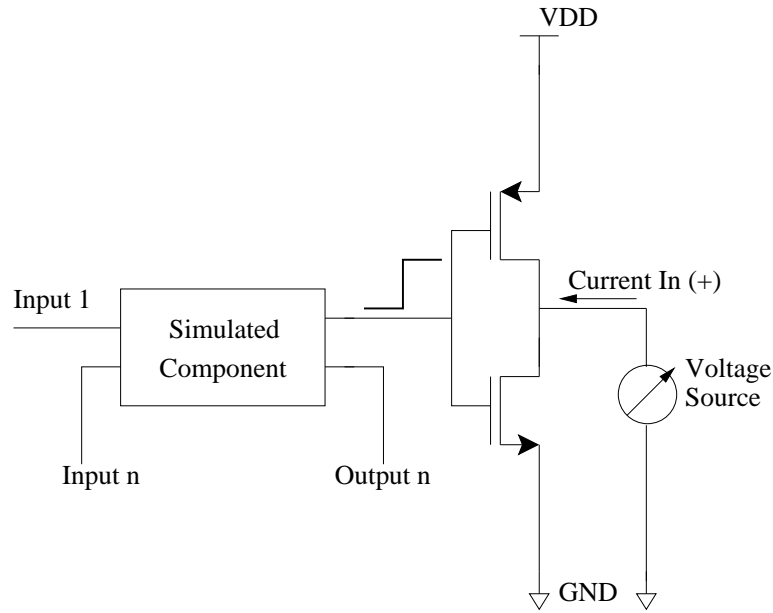 VDD
Current In (+)
Input 1
Simulated
Component
Voltage
Source
Input n
Output n
GND